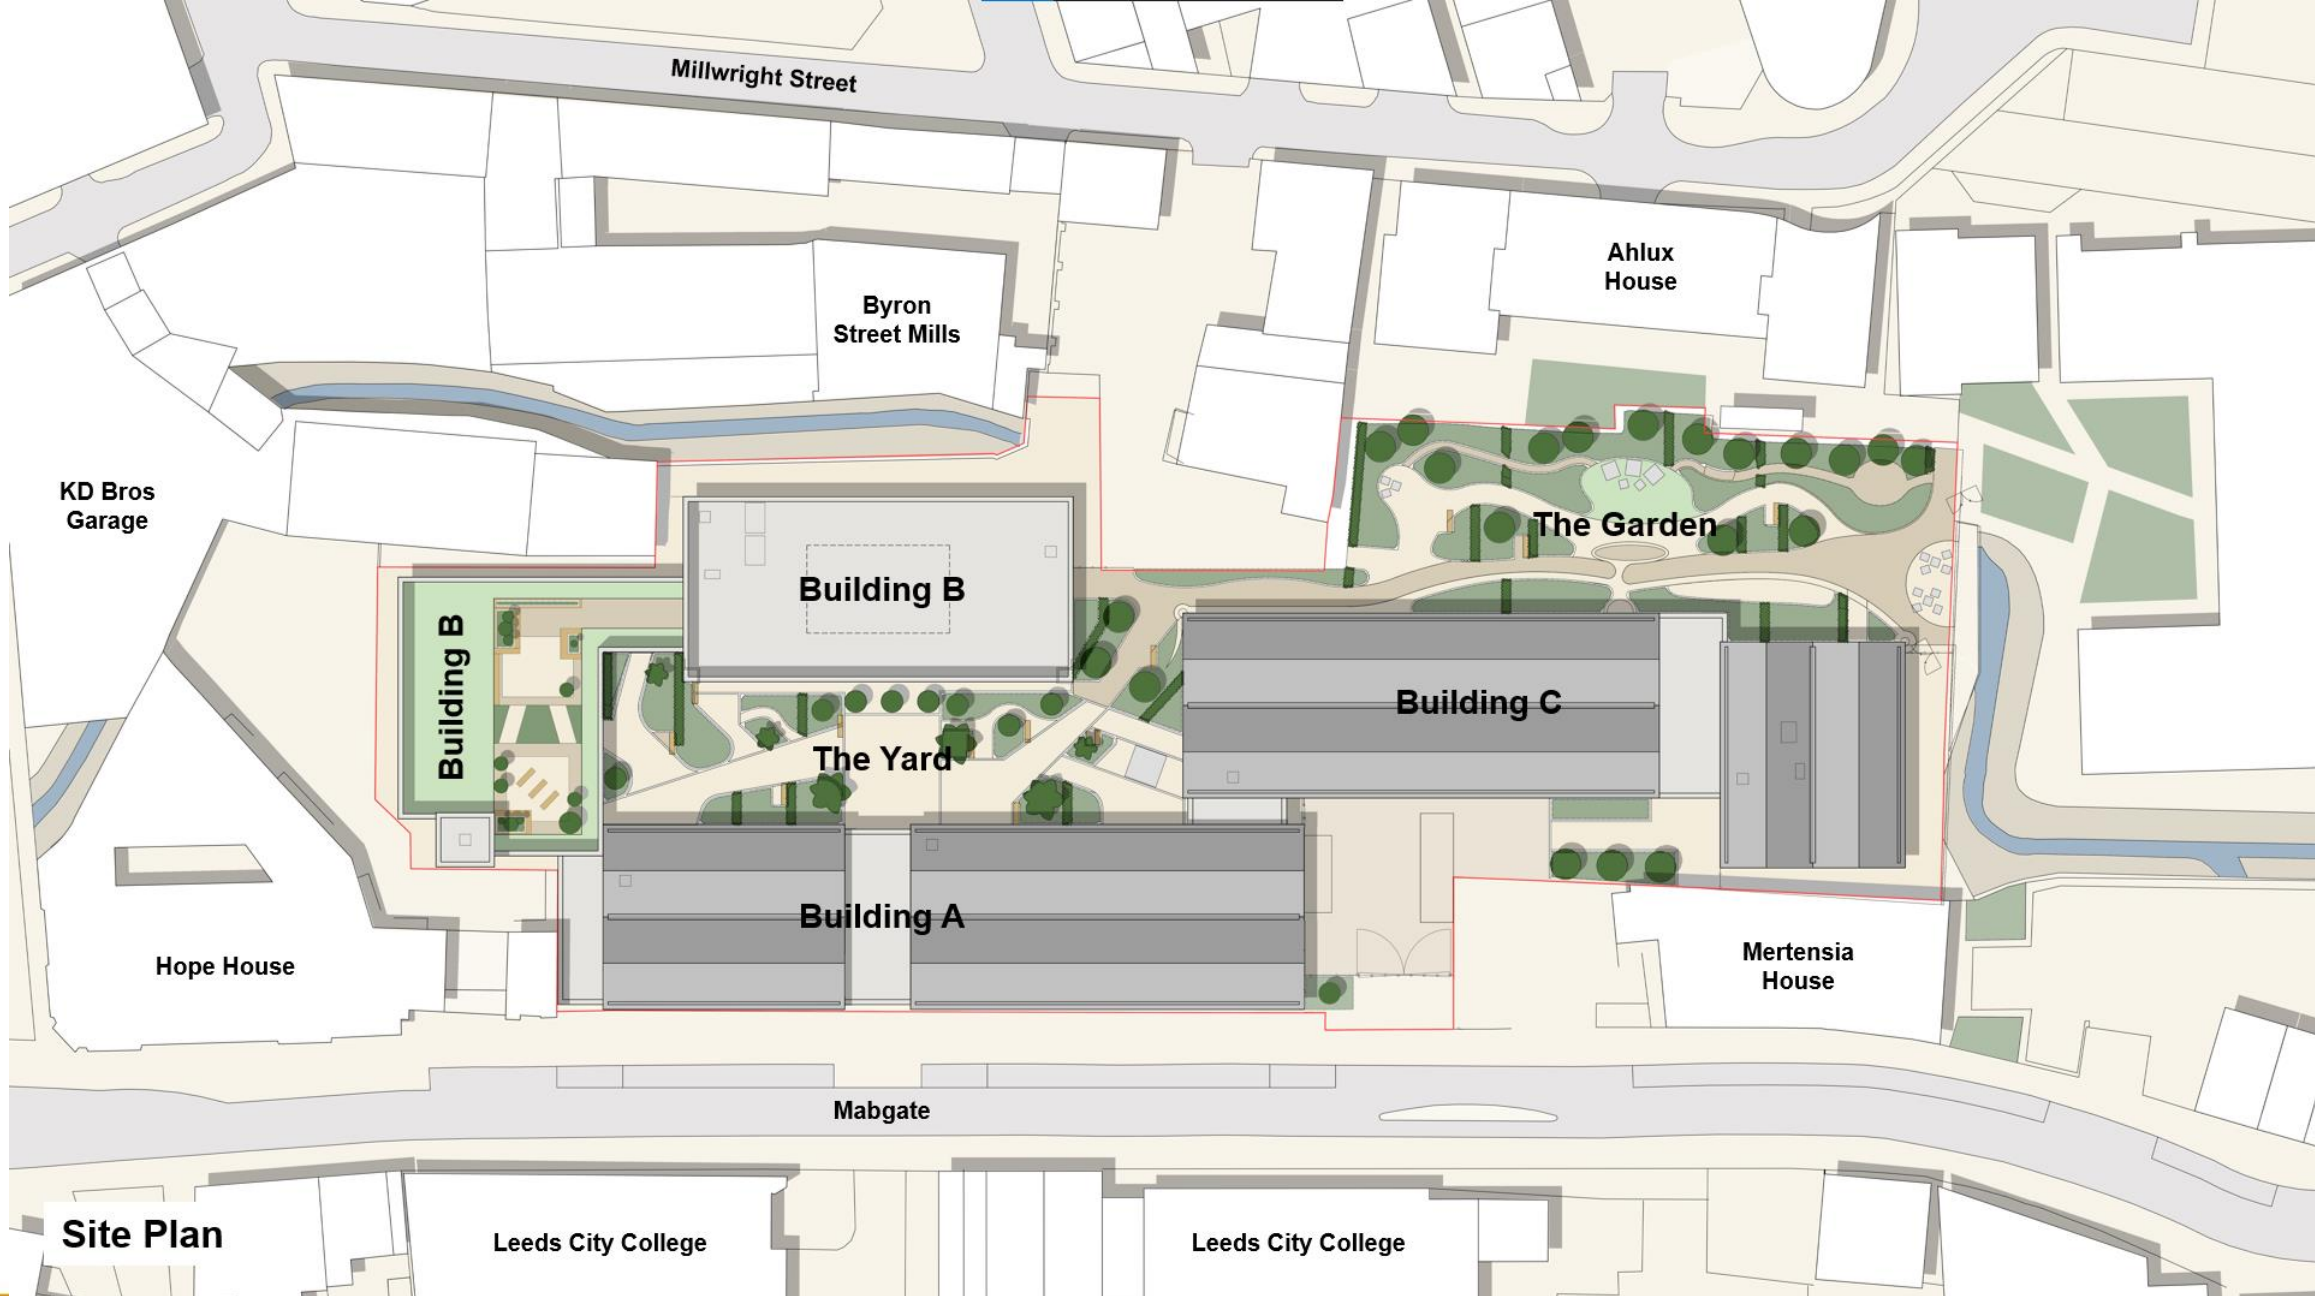 Millwright Street
Ahlux
House
Byron
Street Mills
KD Bros
Garage
The Garden
Building B
Building B
Building C
The Yard
Building A
Hope House
Mertensia
House
Mabgate
Site Plan
Leeds City College
Leeds City College